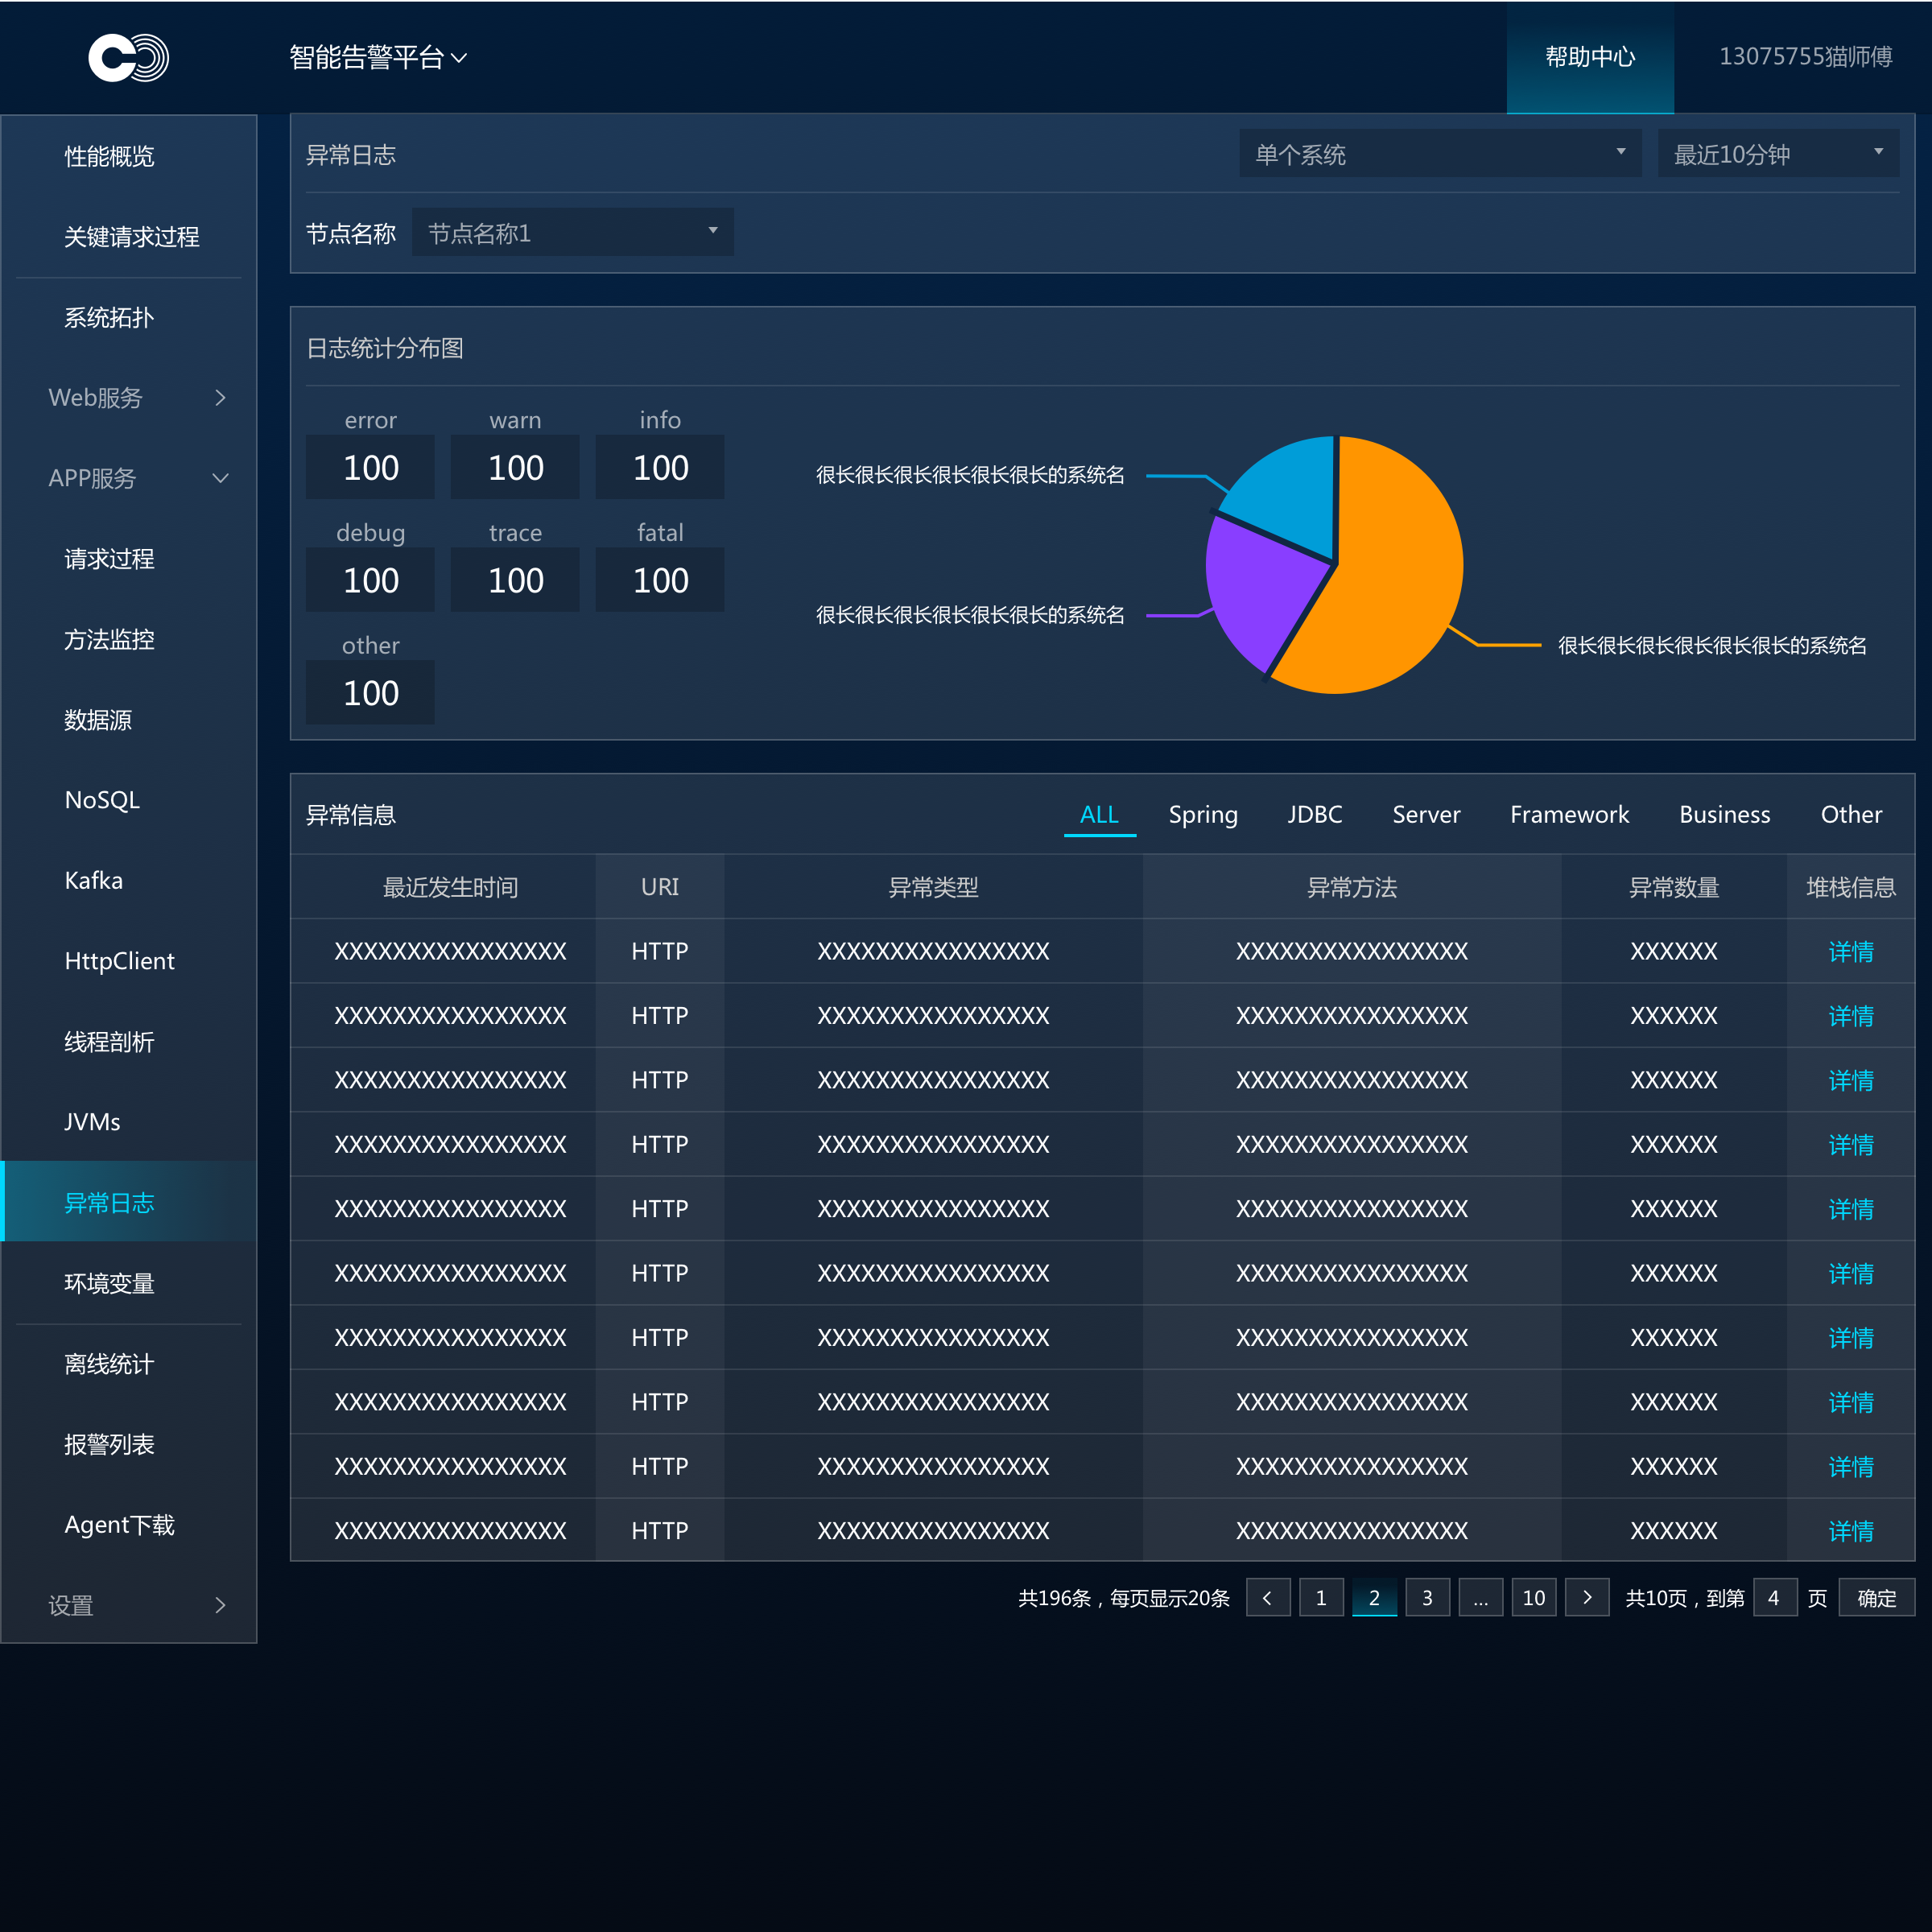 智能告警平台
帮助中心
13075755猫师傅
性能概览
关键请求过程
系统拓扑
Web服务
APP服务
请求过程
方法监控
数据源
NoSQL
Kafka
HttpClient
线程剖析
JVMs
异常日志
环境变量
离线统计
报警列表
Agent下载
设置
异常日志
单个系统
最近10分钟
节点名称
节点名称1
日志统计分布图
error warn info
100 100 100
debug trace fatal
100 100 100
other
100
很长很长很长很长很长很长的系统名
很长很长很长很长很长很长的系统名
很长很长很长很长很长很长的系统名
异常信息
ALL Spring JDBC Server Framework Business Other
最近发生时间 URI 异常类型 异常方法 异常数量 堆栈信息
XXXXXXXXXXXXXXXX HTTP XXXXXXXXXXXXXXXX XXXXXXXXXXXXXXXX XXXXXX 详情
XXXXXXXXXXXXXXXX HTTP XXXXXXXXXXXXXXXX XXXXXXXXXXXXXXXX XXXXXX 详情
XXXXXXXXXXXXXXXX HTTP XXXXXXXXXXXXXXXX XXXXXXXXXXXXXXXX XXXXXX 详情
XXXXXXXXXXXXXXXX HTTP XXXXXXXXXXXXXXXX XXXXXXXXXXXXXXXX XXXXXX 详情
XXXXXXXXXXXXXXXX HTTP XXXXXXXXXXXXXXXX XXXXXXXXXXXXXXXX XXXXXX 详情
XXXXXXXXXXXXXXXX HTTP XXXXXXXXXXXXXXXX XXXXXXXXXXXXXXXX XXXXXX 详情
XXXXXXXXXXXXXXXX HTTP XXXXXXXXXXXXXXXX XXXXXXXXXXXXXXXX XXXXXX 详情
XXXXXXXXXXXXXXXX HTTP XXXXXXXXXXXXXXXX XXXXXXXXXXXXXXXX XXXXXX 详情
XXXXXXXXXXXXXXXX HTTP XXXXXXXXXXXXXXXX XXXXXXXXXXXXXXXX XXXXXX 详情
XXXXXXXXXXXXXXXX HTTP XXXXXXXXXXXXXXXX XXXXXXXXXXXXXXXX XXXXXX 详情
共196条，每页显示20条 < 1 2 3 ... 10 > 共10页，到第 4 页 确定